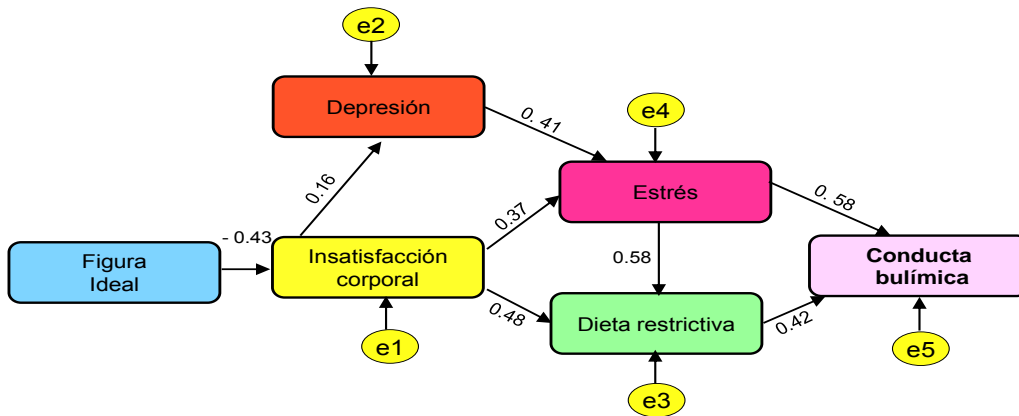 e2
Depresión
0. 41
e4
0.16
Estrés
0.37
0. 58
- 0.43
Figura
Ideal
Insatisfacción
corporal
0.58
Conducta
bulímica
0.48
Dieta restrictiva
0.42
e1
e5
e3